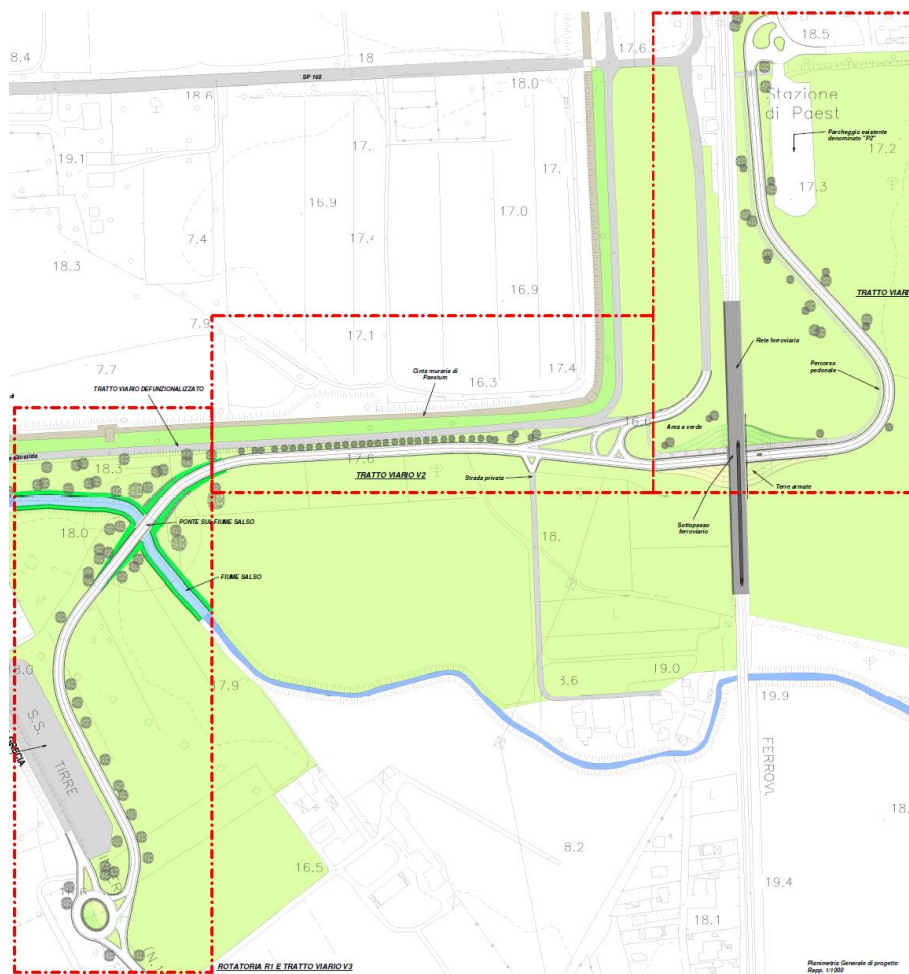 18.5
17.6
8.4
18
SP 168
18.0
18.6
Stazione
di Paest
Parcheggio esistente
denominato "P2"
17.2
19.1
17.
17.
17.3
16.9
17.0
7.4
17.4
18.3
16.9
TRATTO VIARI
7.9
17.1
Rete ferroviaria
7.7
Cinta muraria di
Paestum
17.4
Percorso
pedonale
16.3
TRATTO VIARIO DEFUNZIONALIZZATO
di
16.6
Area a verde
17.6
18.3
TRATTO VIARIO V2
Strada privata
Terre armate
PONTE SUL FIUME SALSO
18.0
18.
Sottopasso
ferroviario
FIUME SALSO
L
19.0
8.0
17.9
8.6
19.9
S.S.
TIRRE
GRECIA
FERROVI
L
18.
8.2
16.5
19.4
18.1
ROTATORIA R1 E TRATTO VIARIO V3
Planimetria Generale di progetto
Rapp. 1/1000